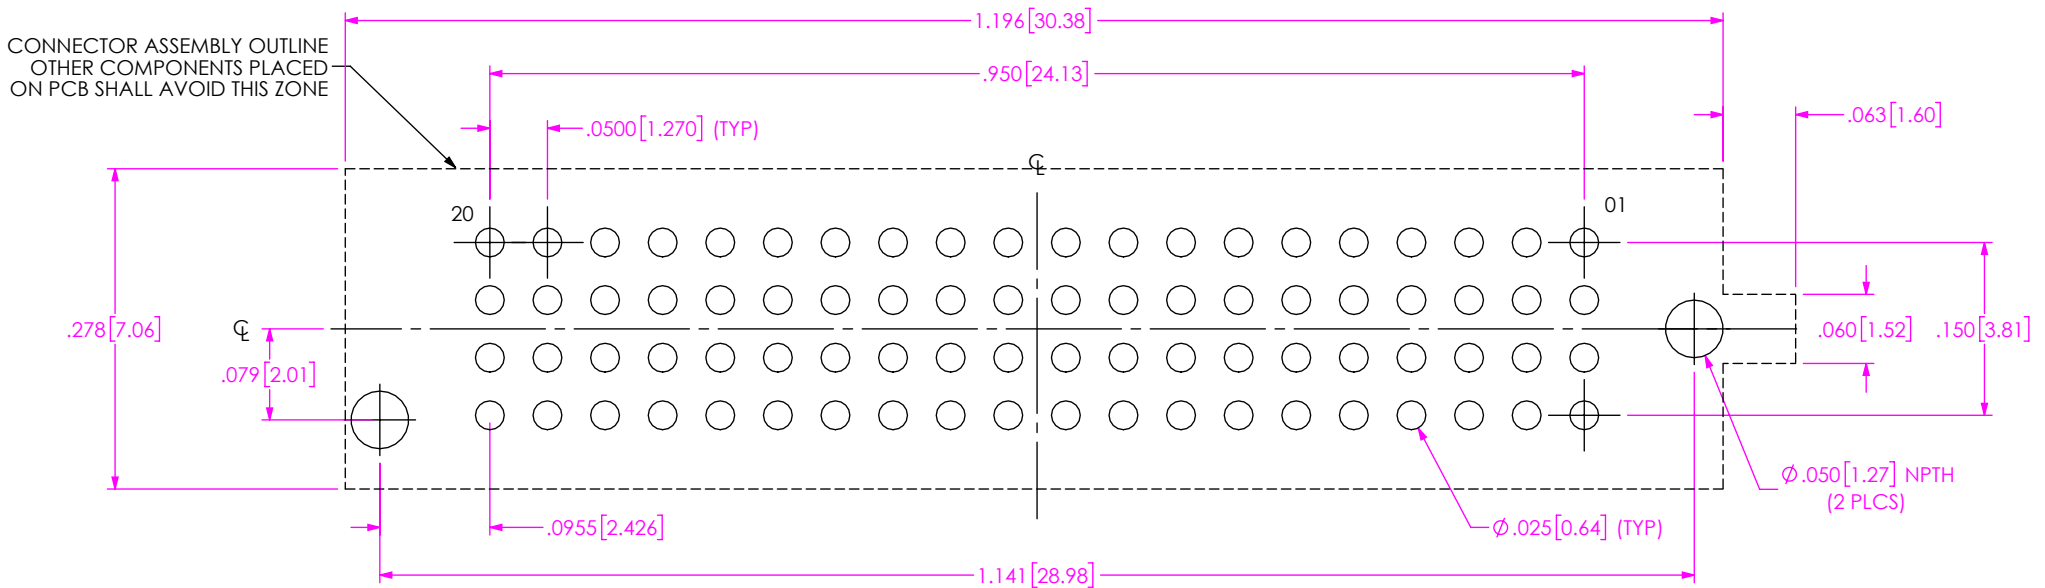 1.196[30.38]
CONNECTOR ASSEMBLY OUTLINE
OTHER COMPONENTS PLACED
ON PCB SHALL AVOID THIS ZONE
.950[24.13]
.0500[1.270] (TYP)
.063[1.60]
℄
20
01
.278[7.06]
℄
.060[1.52]
.150[3.81]
.079[2.01]
Ø.050[1.27] NPTH
(2 PLCS)
.0955[2.426]
Ø.025[0.64] (TYP)
1.141[28.98]